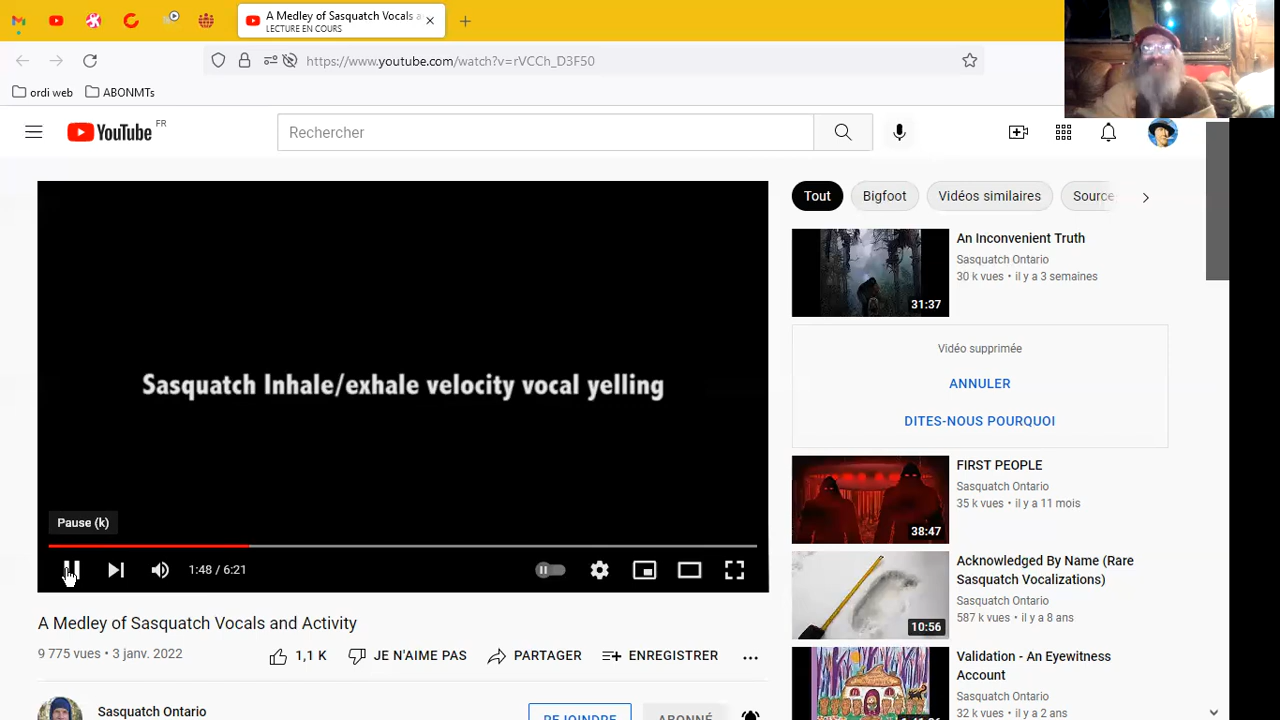 A Medley of Sasquatch Vocals a
LECTURE EN COURS
https://www.youtube.com/watch?v=rVCCh_D3F50
ordi web
ABONMTs
YouTube FR
Rechercher
Sasquatch Inhale/exhale velocity vocal yelling
Pause (k)
1:48 / 6:21
A Medley of Sasquatch Vocals and Activity
9 775 vues • 3 janv. 2022
1,1 K
JE N'AIME PAS
PARTAGER
ENREGISTRER
Sasquatch Ontario
REJOINDRE
ABONNÉ
Tout
Bigfoot
Vidéos similaires
Source
An Inconvenient Truth
Sasquatch Ontario
30 k vues • il y a 3 semaines
31:37
Vidéo supprimée
ANNULER
DITES-NOUS POURQUOI
FIRST PEOPLE
Sasquatch Ontario
35 k vues • il y a 11 mois
38:47
Acknowledged By Name (Rare
Sasquatch Vocalizations)
Sasquatch Ontario
587 k vues • il y a 8 ans
10:56
Validation - An Eyewitness
Account
Sasquatch Ontario
32 k vues • il y a 2 ans